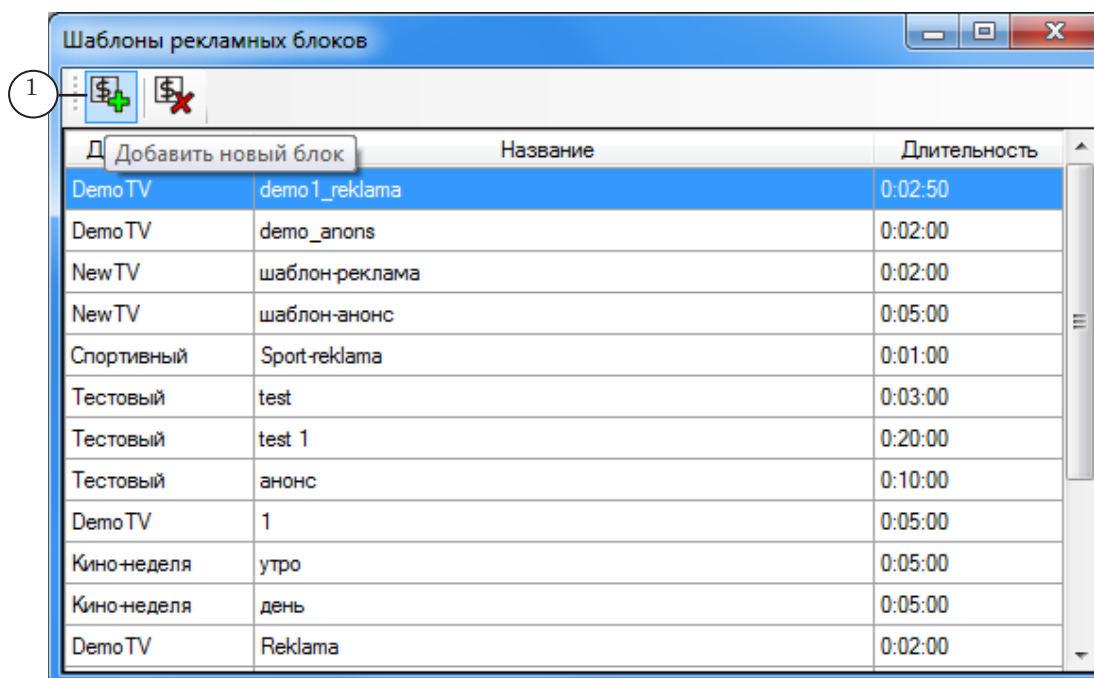 Шаблоны рекламных блоков
1
Добавить новый блок
Д Название Длительность
DemoTV demo1_reklama 0:02:50
DemoTV demo_anons 0:02:00
NewTV шаблон-реклама 0:02:00
NewTV шаблон-анонс 0:05:00
Спортивный Sport-reklama 0:01:00
Тестовый test 0:03:00
Тестовый test 1 0:20:00
Тестовый анонс 0:10:00
DemoTV 1 0:05:00
Кино-неделя утро 0:05:00
Кино-неделя день 0:05:00
DemoTV Reklama 0:02:00